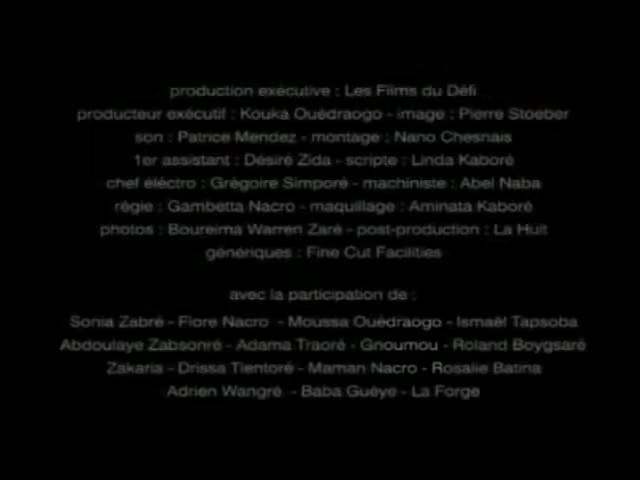 production exécutive : Les Films du Défi
producteur exécutif : Kouka Ouédraogo - image : Pierre Stoeber
son : Patrice Mendez - montage : Nano Chesnais
1er assistant : Désiré Zida - scripte : Linda Kaboré
chef éléctro : Grégoire Simporé - machiniste : Abel Naba
régie : Gambetta Nacro - maquillage : Aminata Kaboré
photos : Boureima Warren Zaré - post-production : La Huit
génériques : Fine Cut Facilities
avec la participation de :
Sonia Zabré - Fiore Nacro - Moussa Ouédraogo - Ismaël Tapsoba
Abdoulaye Zabsonré - Adama Traoré - Gnoumou - Roland Boygsaré
Zakaria - Drissa Tientoré - Maman Nacro - Rosalie Batina
Adrien Wangré - Baba Guèye - La Forge